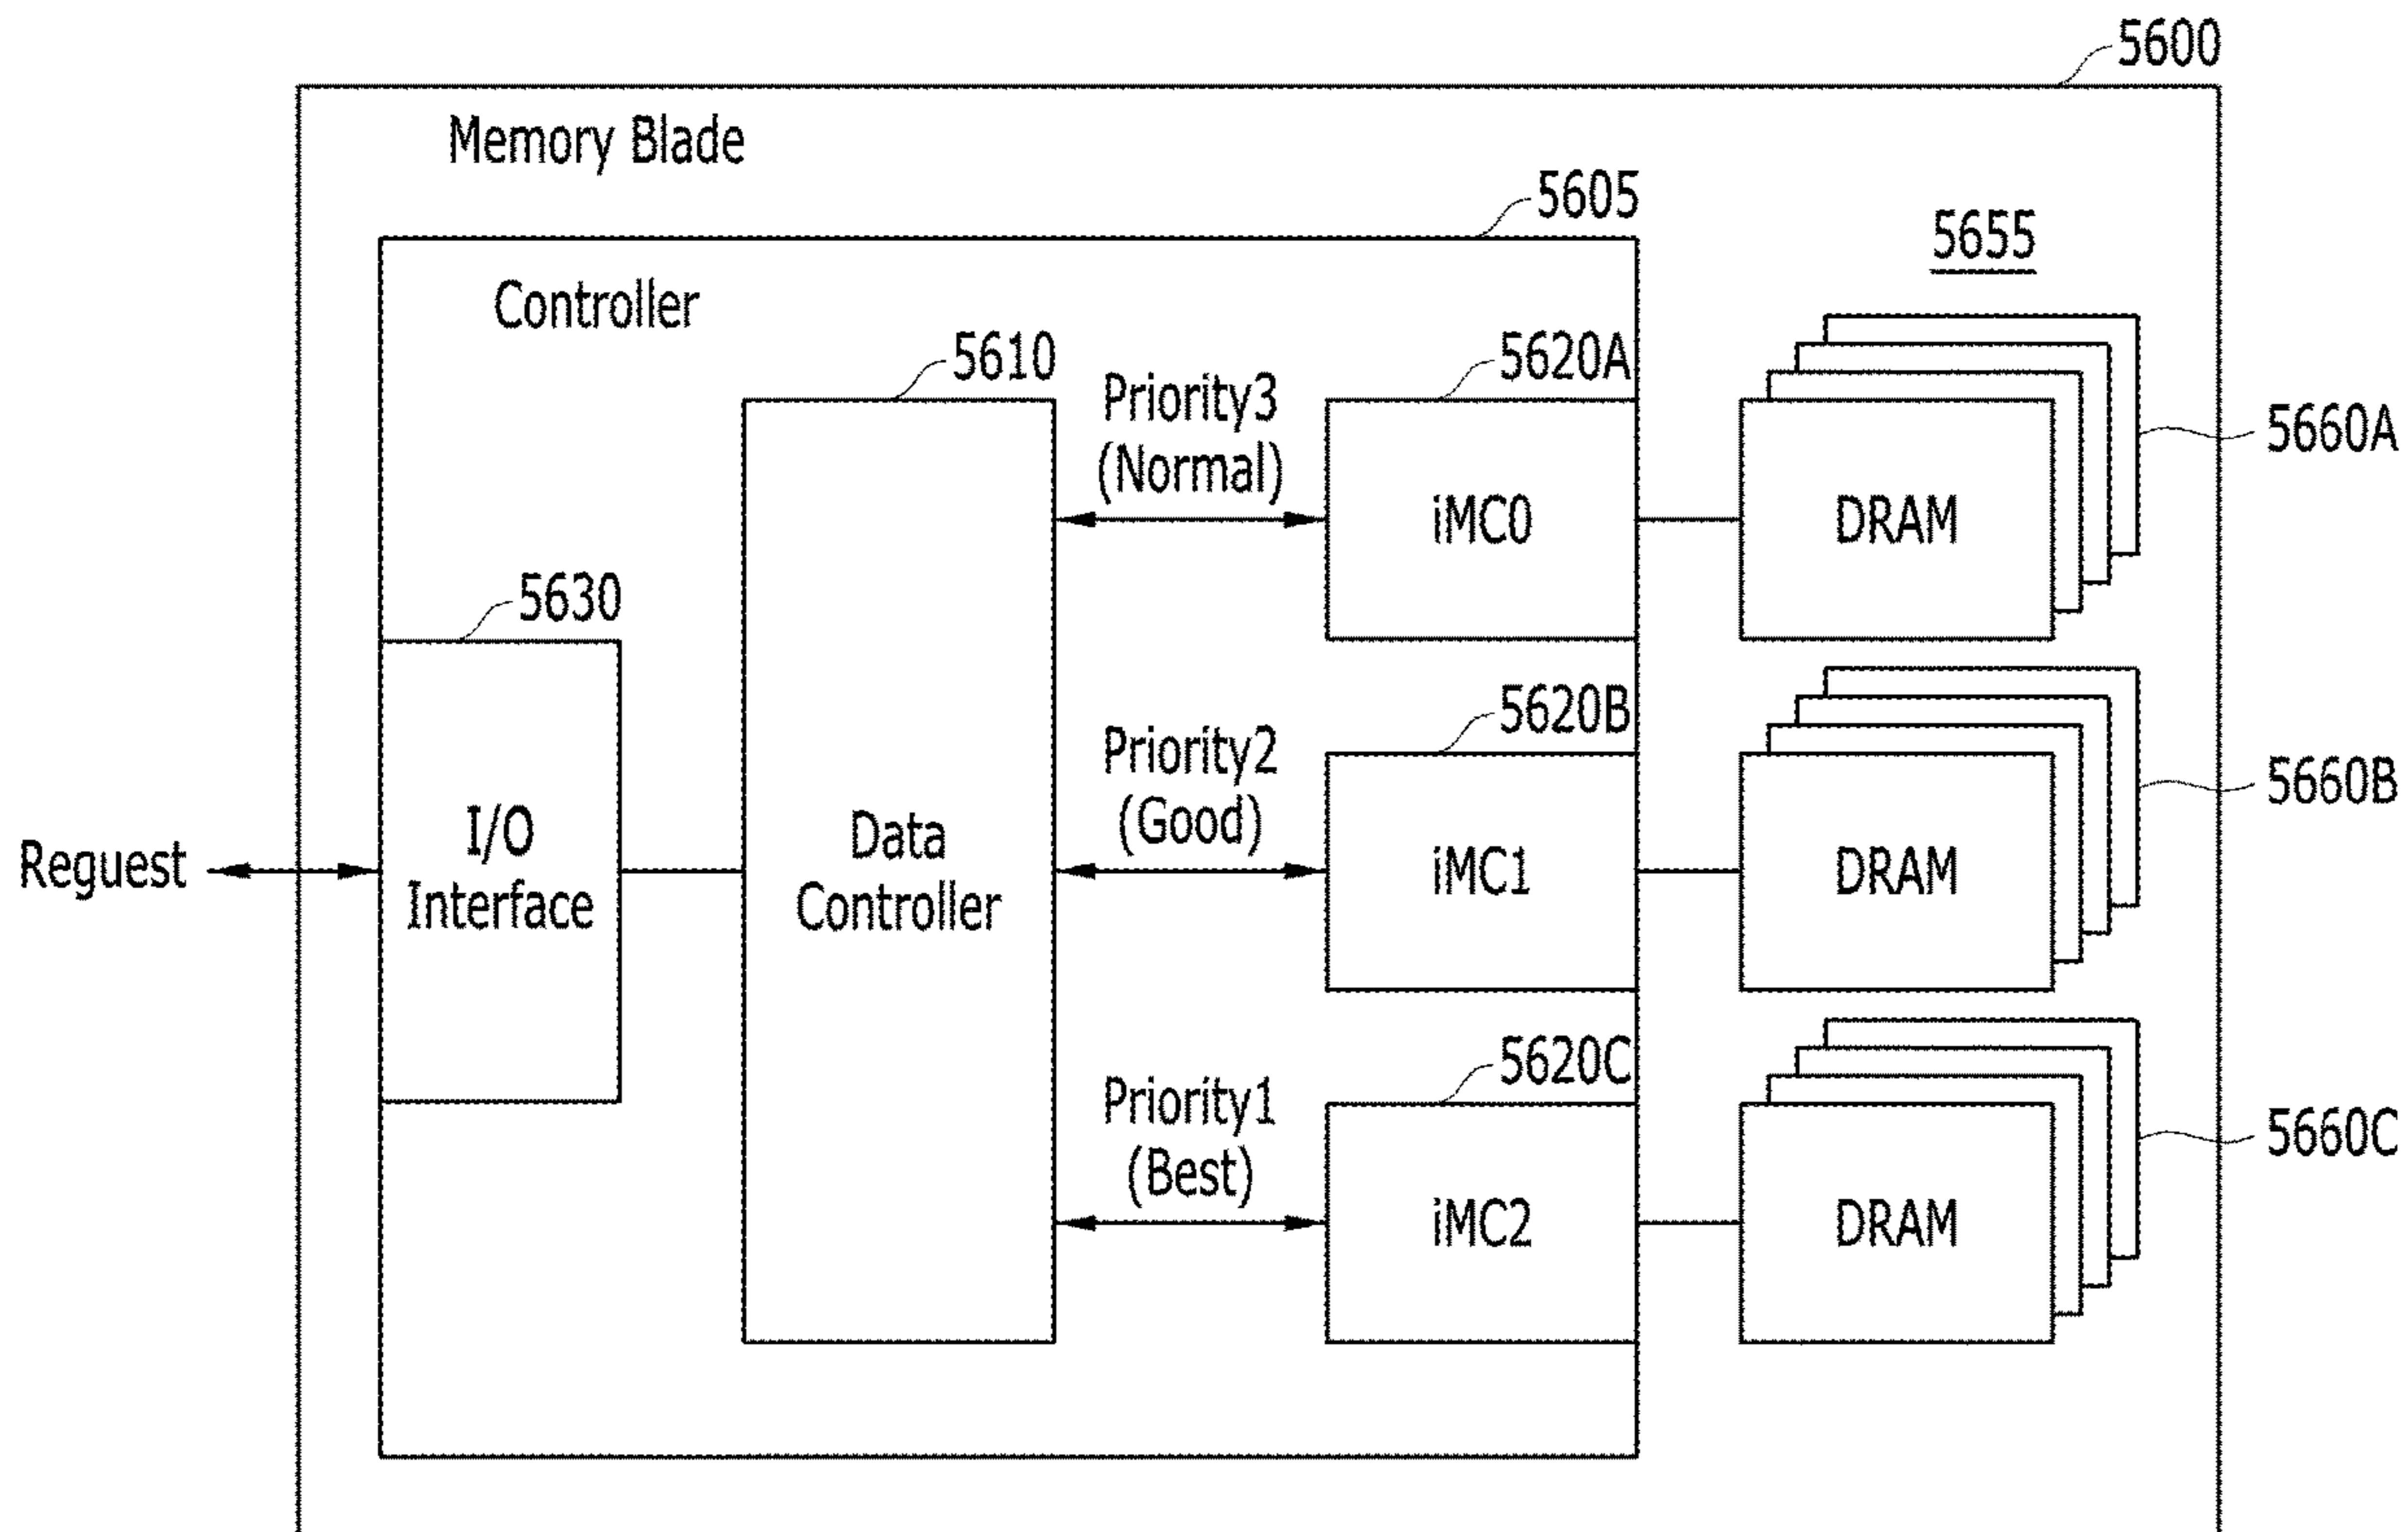 5600
Memory Blade
5605
5655
Controller
5610
Priority3
(Normal)
5620A
iMC0
DRAM
5660A
5630
I/O
Interface
Reguest
Data
Controller
Priority2
(Good)
5620B
iMC1
DRAM
5660B
Priority1
(Best)
5620C
iMC2
DRAM
5660C